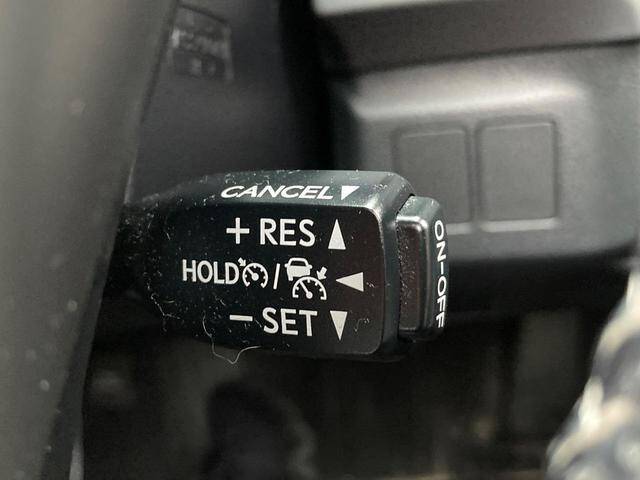 CANCEL▼
+ RES ▲
HOLD / ◀
− SET ▼
ON-OFF